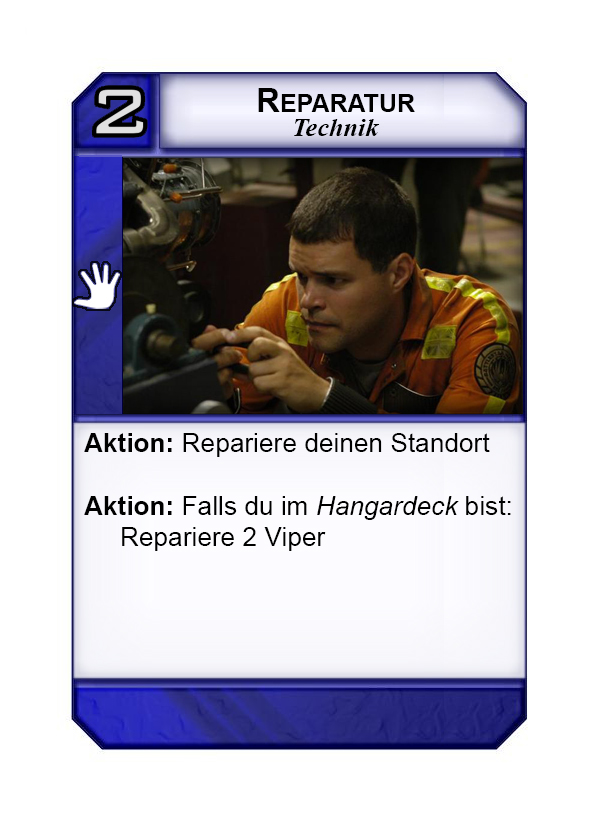 2
REPARATUR
Technik
Aktion: Repariere deinen Standort
Aktion: Falls du im Hangardeck bist:
Repariere 2 Viper